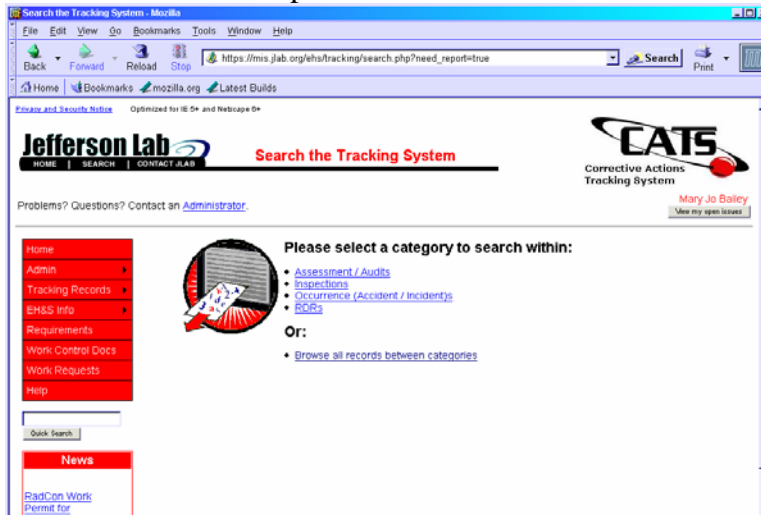 Search the Tracking System - Mozilla
File Edit View Go Bookmarks Tools Window Help
Back Forward Reload Stop https://mis.jlab.org/ehs/tracking/search.php?need_report=true Search Print
Home Bookmarks mozilla.org Latest Builds
Privacy and Security Notice Optimized for IE 5+ and Netscape 6+
Jefferson Lab
HOME | SEARCH | CONTACT JLAB
Search the Tracking System
CATS
Corrective Actions
Tracking System
Problems? Questions? Contact an Administrator.
Mary Jo Bailey
View my open issues
Home
Admin
Tracking Records
EH&S Info
Requirements
Work Control Docs
Work Requests
Help
Quick Search
News
RadCon Work
Permit for
Please select a category to search within:
• Assessment / Audits
• Inspections
• Occurrence (Accident / Incident)s
• RDRs
Or:
• Browse all records between categories